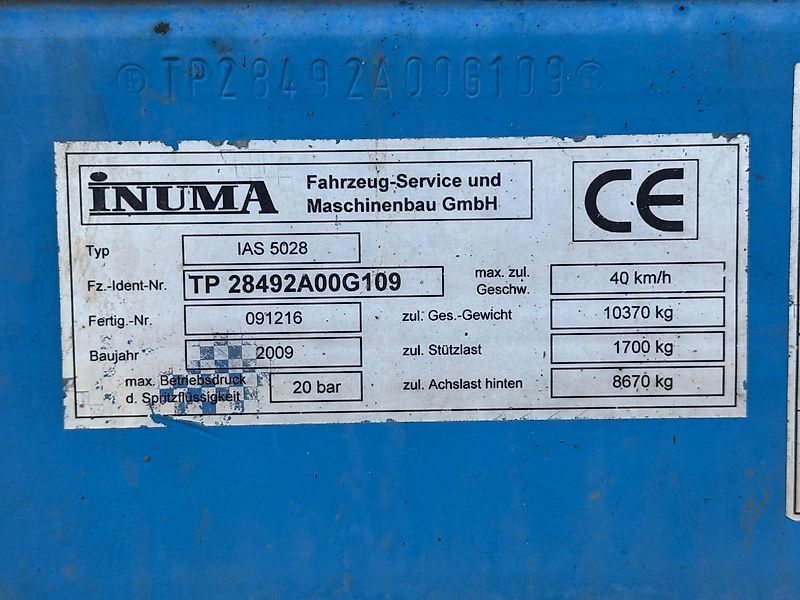 TP28492A00G109
İNUMA Fahrzeug-Service und
Maschinenbau GmbH
CE
Typ IAS 5028
Fz.-Ident-Nr. TP 28492A00G109
max. zul.
Geschw. 40 km/h
Fertig.-Nr. 091216
zul. Ges.-Gewicht 10370 kg
Baujahr 2009
zul. Stützlast 1700 kg
max. Betriebsdruck
d. Spützflüssigkeit 20 bar
zul. Achslast hinten 8670 kg